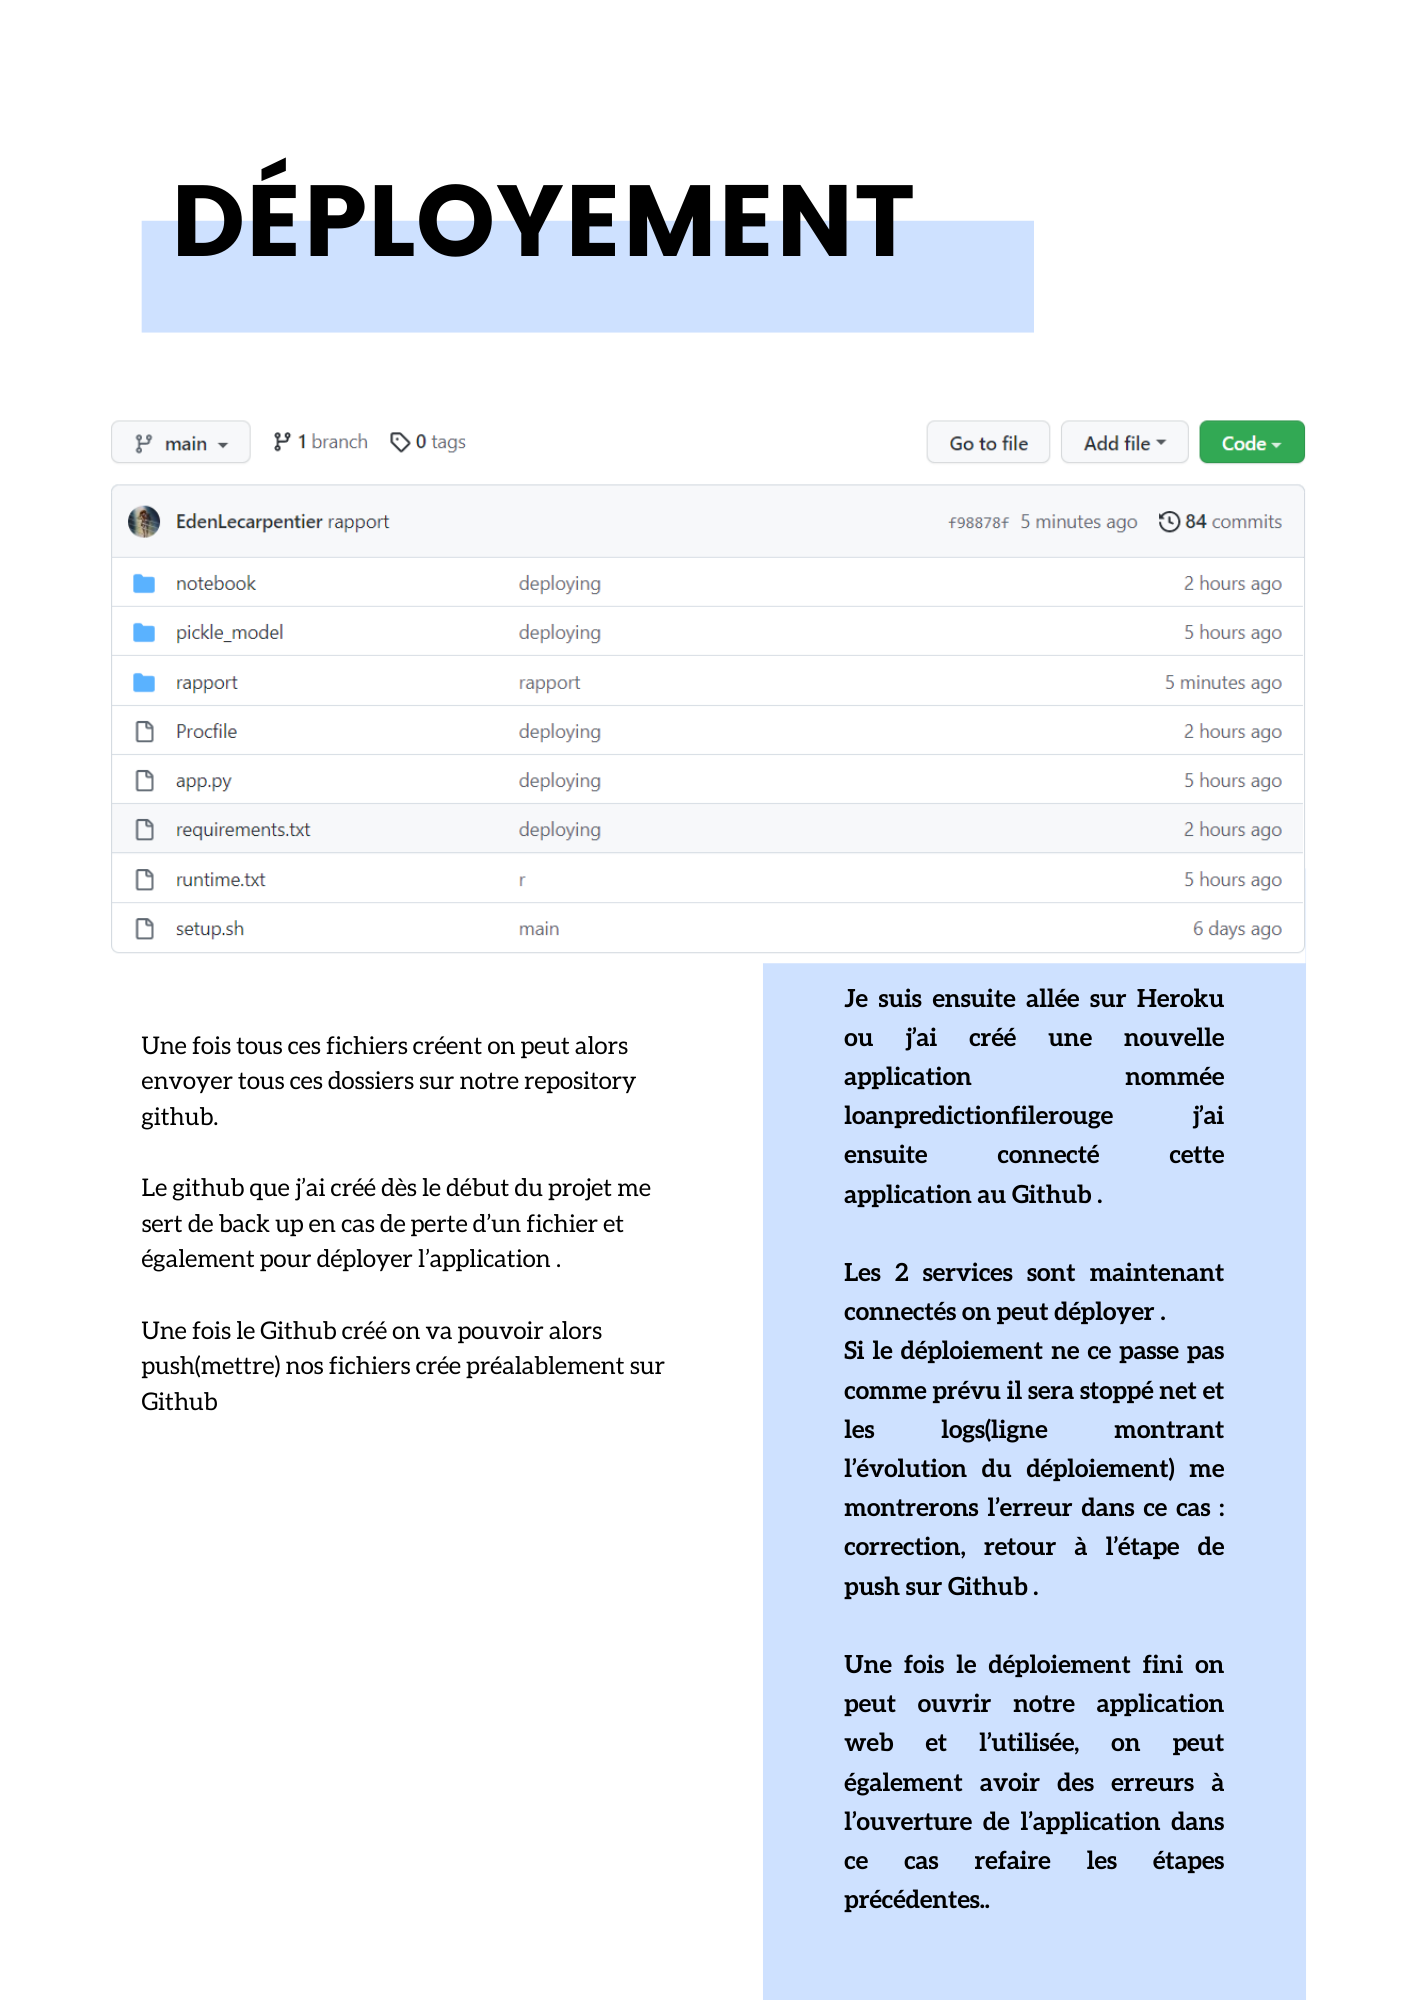 DÉPLOYEMENT
main
1 branch
0 tags
Go to file
Add file
Code
EdenLecarpentier rapport
f98878f 5 minutes ago
84 commits
notebook deploying 2 hours ago
pickle_model deploying 5 hours ago
rapport rapport 5 minutes ago
Procfile deploying 2 hours ago
app.py deploying 5 hours ago
requirements.txt deploying 2 hours ago
runtime.txt r 5 hours ago
setup.sh main 6 days ago
Une fois tous ces fichiers créent on peut alors
envoyer tous ces dossiers sur notre repository
github.
Le github que j'ai créé dès le début du projet me
sert de back up en cas de perte d'un fichier et
également pour déployer l'application .
Une fois le Github créé on va pouvoir alors
push(mettre) nos fichiers crée préalablement sur
Github
Je suis ensuite allée sur Heroku
ou j'ai créé une nouvelle
application nommée
loanpredictionfilerouge j'ai
ensuite connecté cette
application au Github .
Les 2 services sont maintenant
connectés on peut déployer .
Si le déploiement ne ce passe pas
comme prévu il sera stoppé net et
les logs(ligne montrant
l'évolution du déploiement) me
montrerons l'erreur dans ce cas :
correction, retour à l'étape de
push sur Github .
Une fois le déploiement fini on
peut ouvrir notre application
web et l'utilisée, on peut
également avoir des erreurs à
l'ouverture de l'application dans
ce cas refaire les étapes
précédentes..